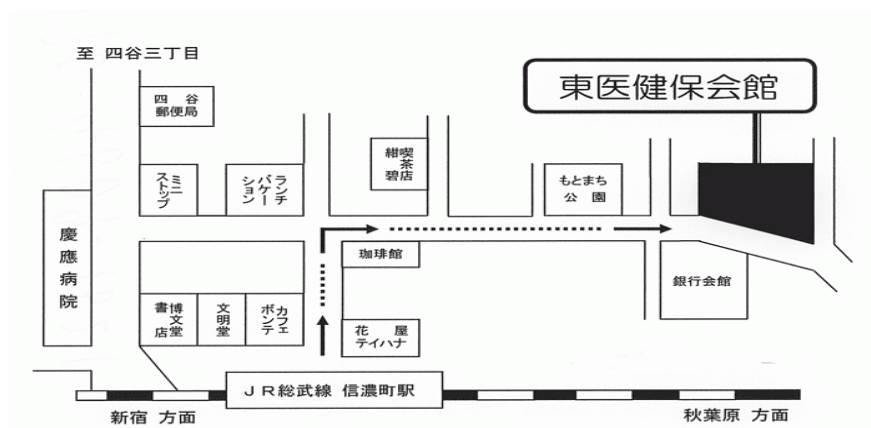 至 四谷三丁目
東医健保会館
四谷
郵便局
紺碧
喫茶店
ミニ
ストップ
ランチ
バケー
ション
もとまち
公園
慶應病院
珈琲館
銀行会館
博文堂
書店
文明堂
カフェ
ボンテ
花屋
テイハナ
JR総武線 信濃町駅
新宿 方面
秋葉原 方面